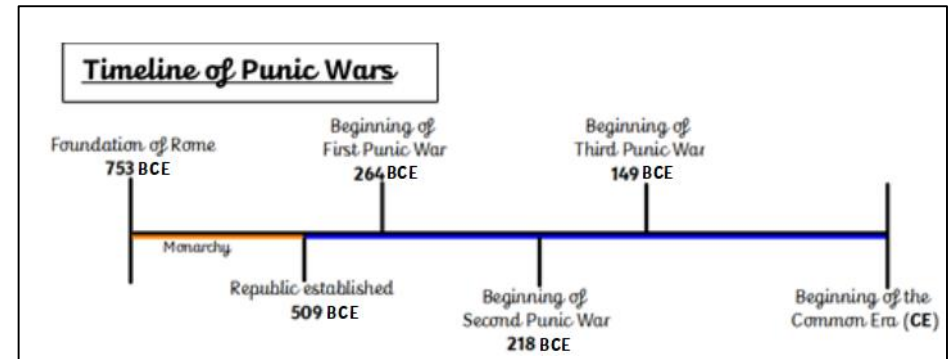 Timeline of Punic Wars
Foundation of Rome
753 BCE
Beginning of
First Punic War
264 BCE
Beginning of
Third Punic War
149 BCE
Monarchy
Republic established
509 BCE
Beginning of
Second Punic War
218 BCE
Beginning of the
Common Era (CE)